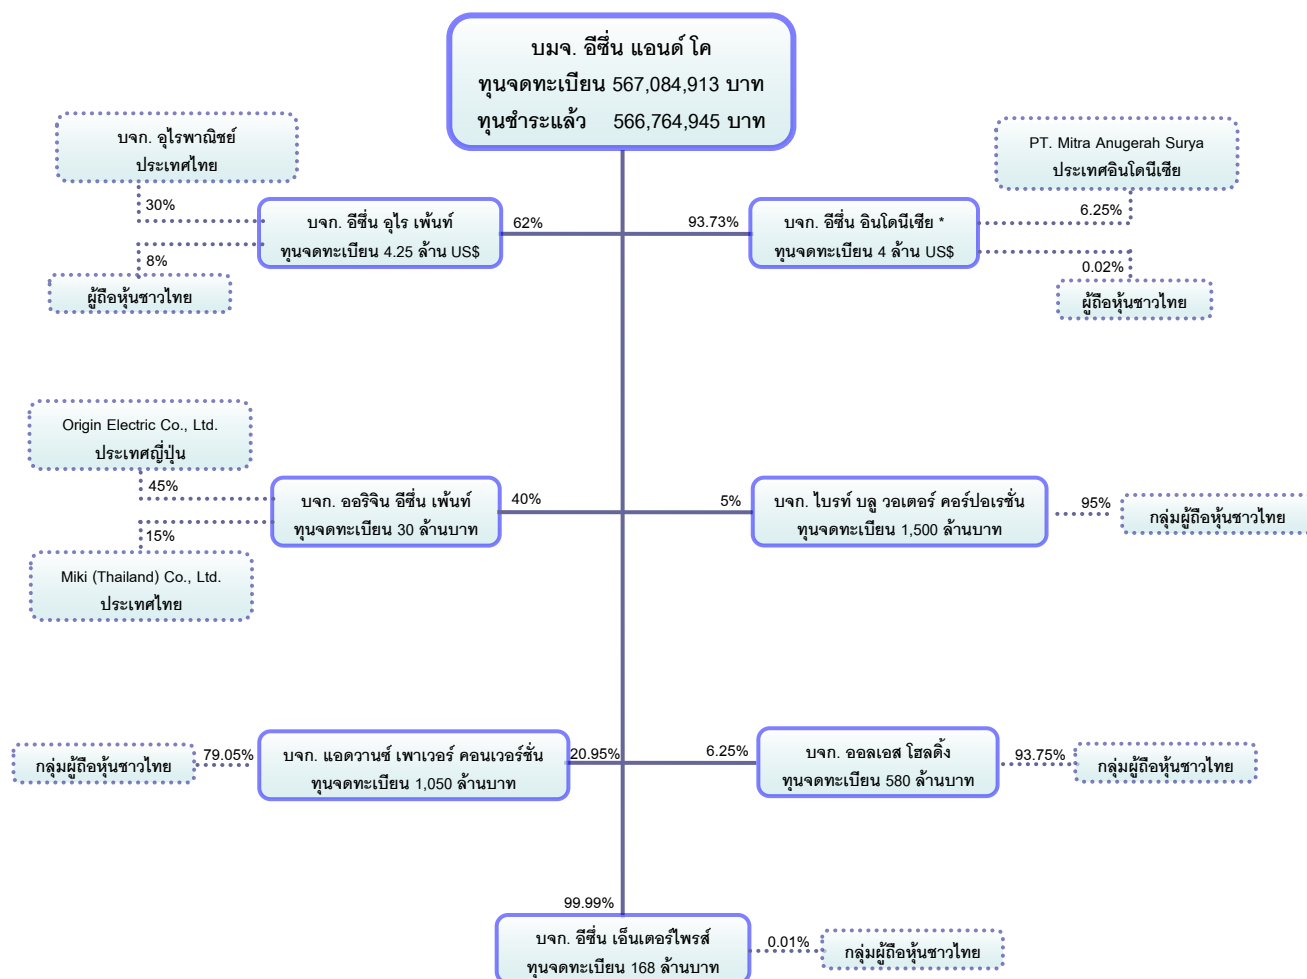 บมจ. อีซึ่น แอนด์ โค
ทุนจดทะเบียน 567,084,913 บาท
ทุนชำระแล้ว 566,764,945 บาท
บจก. อุไรพาณิชย์
ประเทศไทย
PT. Mitra Anugerah Surya
ประเทศอินโดนีเซีย
30%
6.25%
บจก. อีซึ่น อุไร เพ้นท์
ทุนจดทะเบียน 4.25 ล้าน US$
62%
93.73%
บจก. อีซึ่น อินโดนีเซีย *
ทุนจดทะเบียน 4 ล้าน US$
8%
0.02%
ผู้ถือหุ้นชาวไทย
ผู้ถือหุ้นชาวไทย
Origin Electric Co., Ltd.
ประเทศญี่ปุ่น
45%
บจก. ออริจิน อีซึ่น เพ้นท์
ทุนจดทะเบียน 30 ล้านบาท
40%
5%
บจก. ไบรท์ บลู วอเตอร์ คอร์ปอเรชั่น
ทุนจดทะเบียน 1,500 ล้านบาท
95%
กลุ่มผู้ถือหุ้นชาวไทย
15%
Miki (Thailand) Co., Ltd.
ประเทศไทย
กลุ่มผู้ถือหุ้นชาวไทย
79.05%
บจก. แอดวานซ์ เพาเวอร์ คอนเวอร์ชั่น
ทุนจดทะเบียน 1,050 ล้านบาท
20.95%
6.25%
บจก. ออลเอส โฮลดิ้ง
ทุนจดทะเบียน 580 ล้านบาท
93.75%
กลุ่มผู้ถือหุ้นชาวไทย
99.99%
บจก. อีซึ่น เอ็นเตอร์ไพรส์
ทุนจดทะเบียน 168 ล้านบาท
0.01%
กลุ่มผู้ถือหุ้นชาวไทย